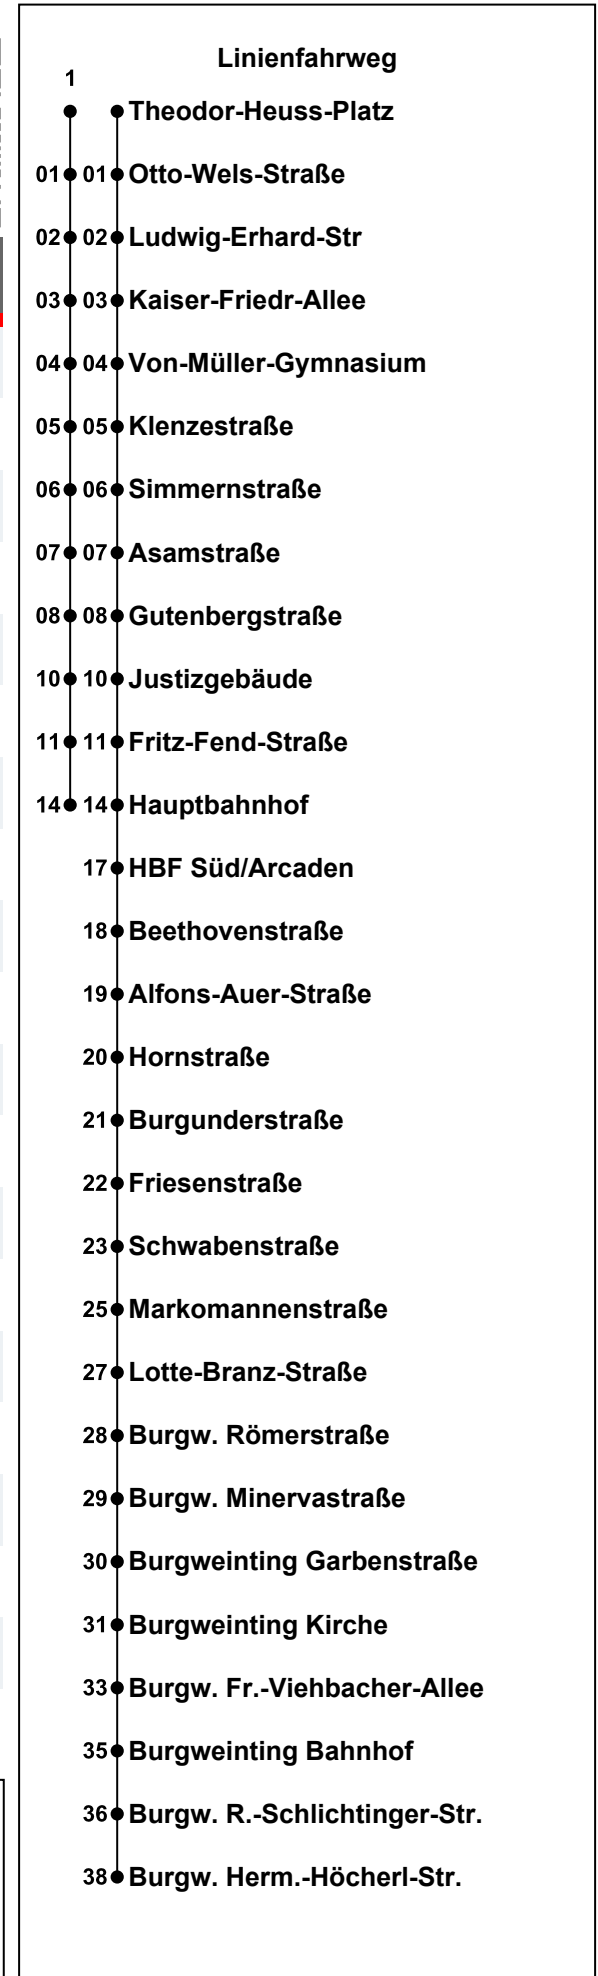 Linienfahrweg
1
Theodor-Heuss-Platz
01 01 Otto-Wels-Straße
02 02 Ludwig-Erhard-Str
03 03 Kaiser-Friedr-Allee
04 04 Von-Müller-Gymnasium
05 05 Klenzestraße
06 06 Simmernstraße
07 07 Asamstraße
08 08 Gutenbergstraße
10 10 Justizgebäude
11 11 Fritz-Fend-Straße
14 14 Hauptbahnhof
17 HBF Süd/Arcaden
18 Beethovenstraße
19 Alfons-Auer-Straße
20 Hornstraße
21 Burgunderstraße
22 Friesenstraße
23 Schwabenstraße
25 Markomannenstraße
27 Lotte-Branz-Straße
28 Burgw. Römerstraße
29 Burgw. Minervastraße
30 Burgweinting Garbenstraße
31 Burgweinting Kirche
33 Burgw. Fr.-Viehbacher-Allee
35 Burgweinting Bahnhof
36 Burgw. R.-Schlichtinger-Str.
38 Burgw. Herm.-Höcherl-Str.